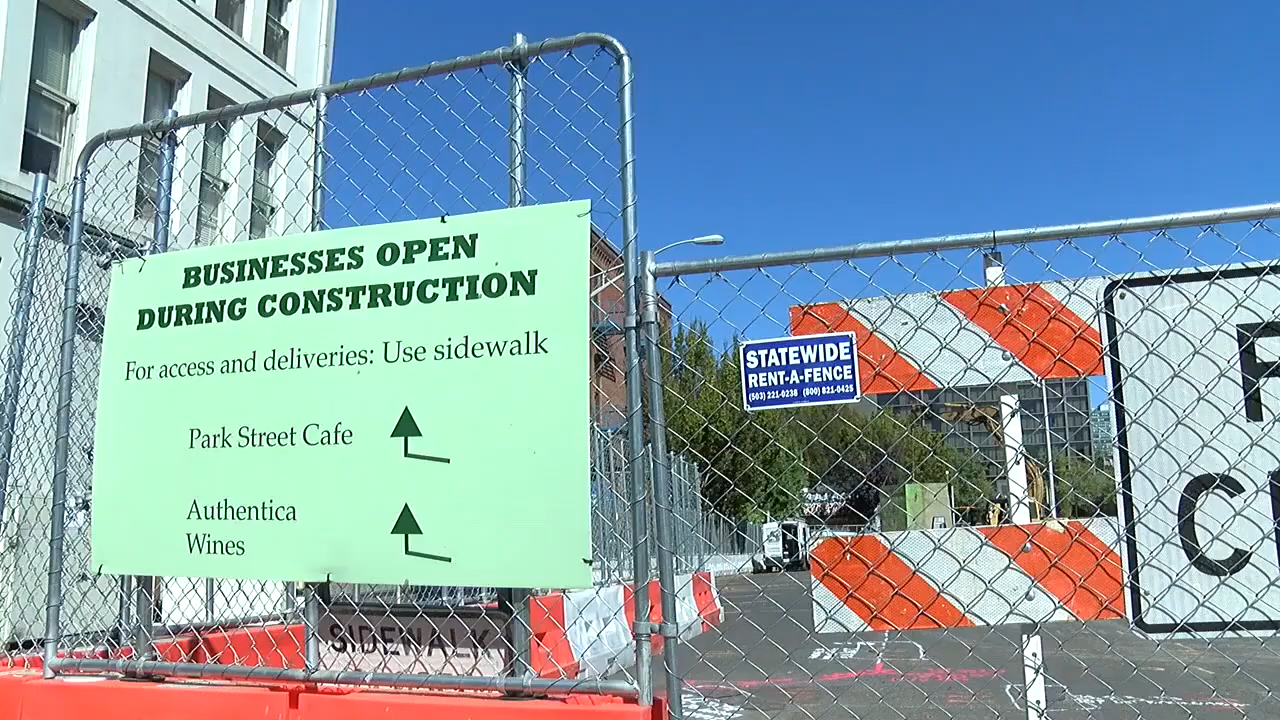 BUSINESSES OPEN
DURING CONSTRUCTION
For access and deliveries: Use sidewalk
Park Street Cafe
Authentica
Wines
SIDEWALK
STATEWIDE
RENT-A-FENCE
(503) 221-0238 (800) 821-0425